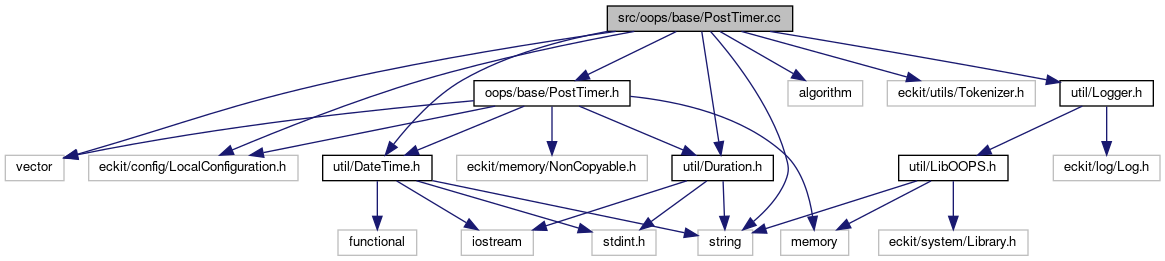 src/oops/base/PostTimer.cc
oops/base/PostTimer.h
algorithm
eckit/utils/Tokenizer.h
util/Logger.h
vector
eckit/config/LocalConfiguration.h
util/DateTime.h
eckit/memory/NonCopyable.h
util/Duration.h
util/LibOOPS.h
eckit/log/Log.h
functional
iostream
stdint.h
string
memory
eckit/system/Library.h